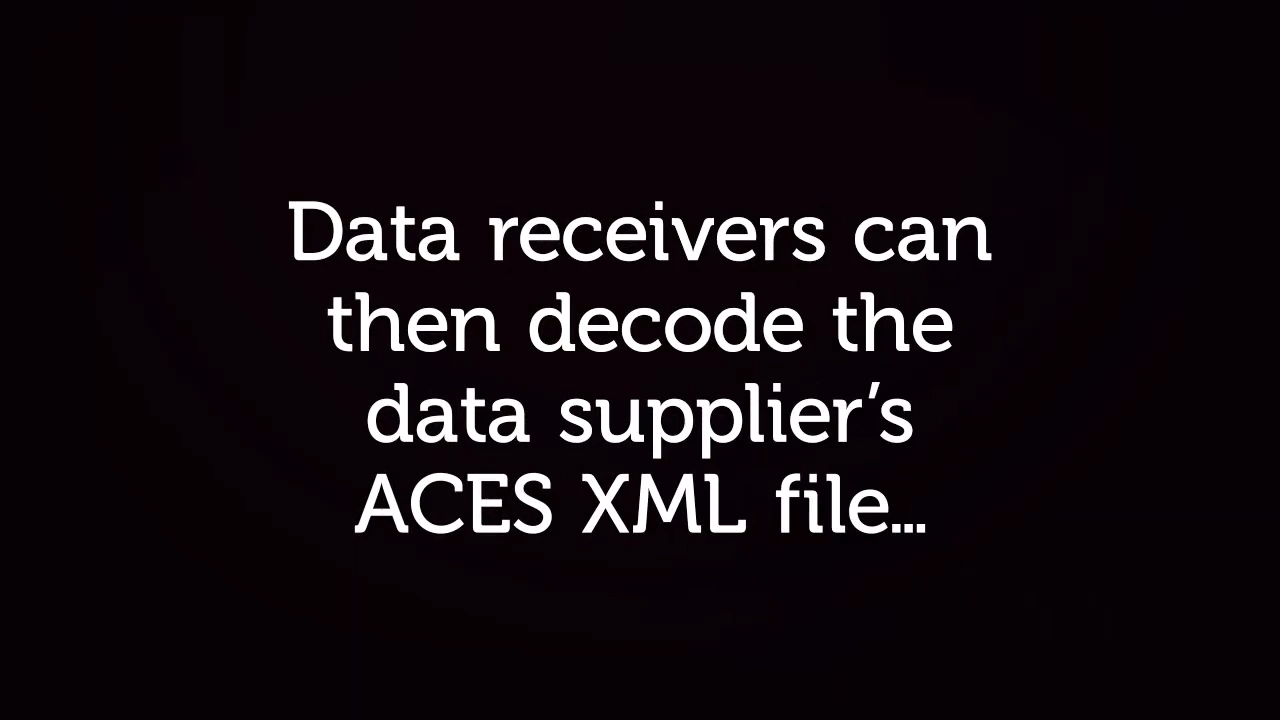 Data receivers can
then decode the
data supplier’s
ACES XML file...